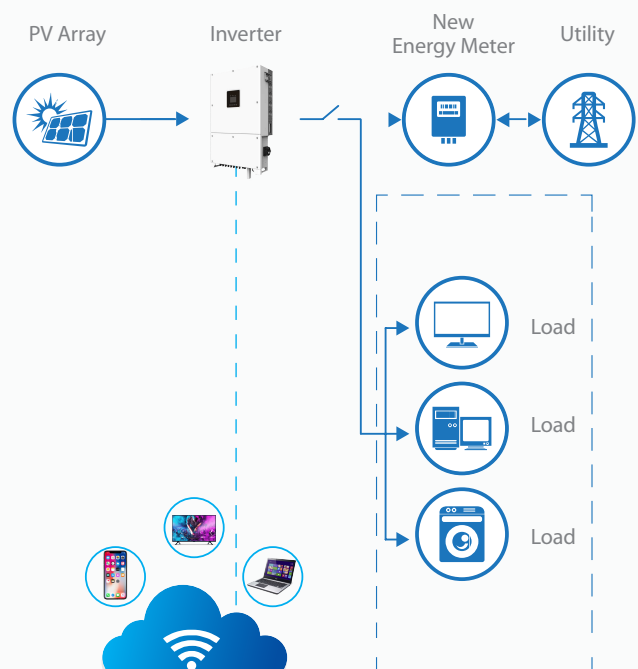 PV Array
Inverter
New
Energy Meter
Utility
Load
Load
Load